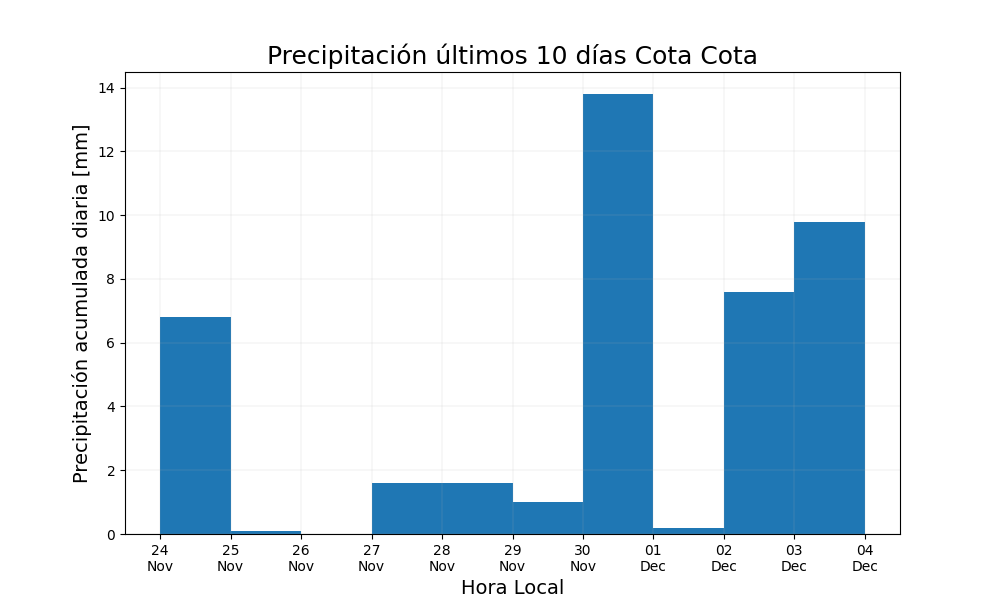 Precipitación últimos 10 días Cota Cota
Precipitación acumulada diaria [mm]
14
12
10
8
6
4
2
0
24 25 26 27 28 29 30 01 02 03 04
Nov Nov Nov Nov Nov Nov Nov Dec Dec Dec Dec
Hora Local